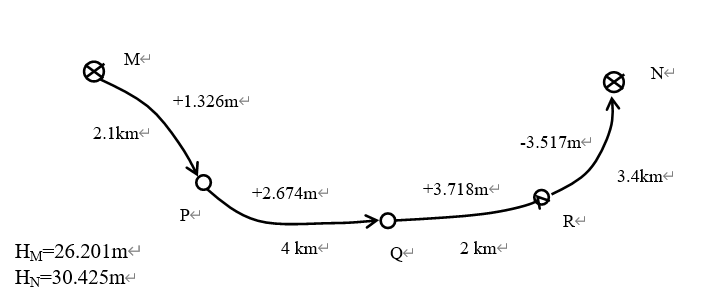 M↵
N↵
+1.326m↵
2.1km↵
-3.517m↵
3.4km↵
+2.674m↵
+3.718m↵
P↵
R↵
4 km↵
Q↵
2 km↵
H_M=26.201m↵
H_N=30.425m↵